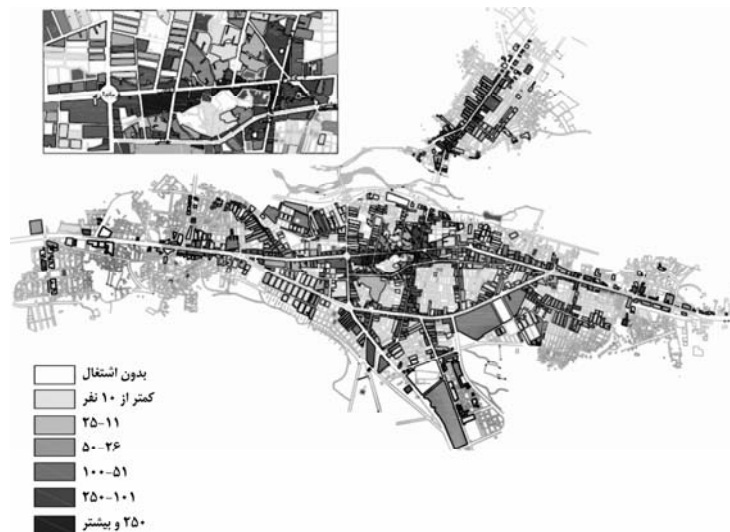 بدون اشتغال
کمتر از ۱۰ نفر
۲۵-۱۱
۵۰-۲۶
۱۰۰-۵۱
۲۵۰-۱۰۱
۲۵۰ و بیشتر